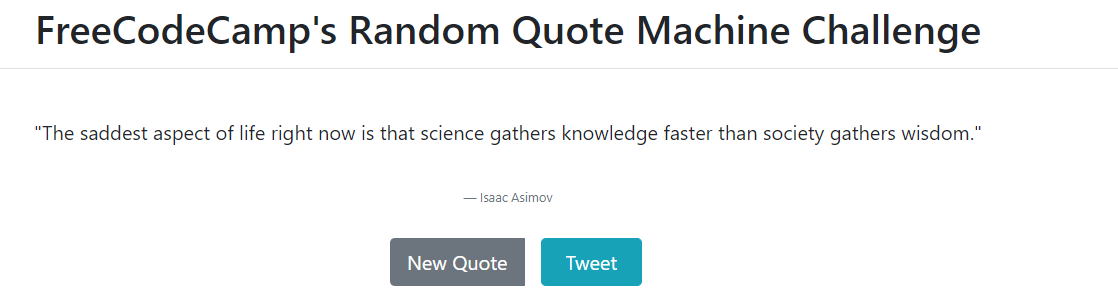 FreeCodeCamp's Random Quote Machine Challenge
"The saddest aspect of life right now is that science gathers knowledge faster than society gathers wisdom."
— Isaac Asimov
New Quote Tweet